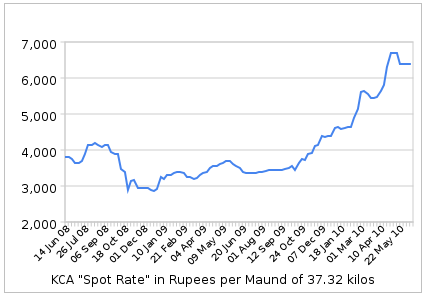 7,000
6,000
5,000
4,000
3,000
2,000
14 Jun 08
26 Jul 08
06 Sep 08
18 Oct 08
01 Dec 08
10 Jan 09
21 Feb 09
04 Apr 09
09 May 09
20 Jun 09
01 Aug 09
12 Sep 09
24 Oct 09
07 Dec 09
18 Jan 10
01 Mar 10
10 Apr 10
22 May 10
KCA "Spot Rate" in Rupees per Maund of 37.32 kilos